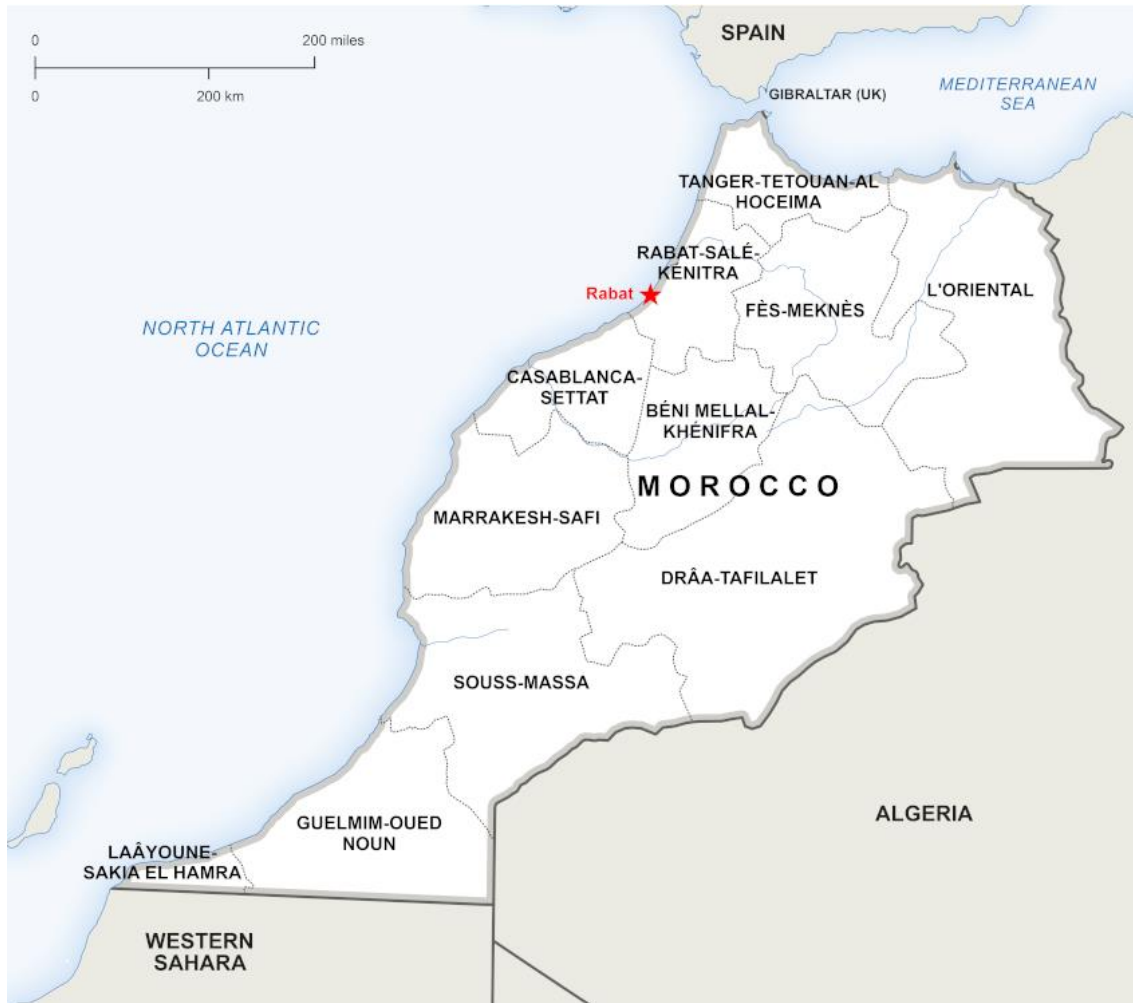 SPAIN
0
200 miles
0
200 km
GIBRALTAR (UK)
MEDITERRANEAN
SEA
TANGER-TETOUAN-AL
HOCEIMA
RABAT-SALÉ-
KENITRA
L'ORIENTAL
Rabat
FÈS-MEKNÈS
NORTH ATLANTIC
OCEAN
CASABLANCA-
SETTAT
BÉNI MELLAL-
KHÉNIFRA
MOROCCO
MARRAKESH-SAFI
DRÂA-TAFILALET
SOUSS-MASSA
ALGERIA
GUELMIM-OUED
NOUN
LAÂYOUNE-
SAKIA EL HAMRA
WESTERN
SAHARA